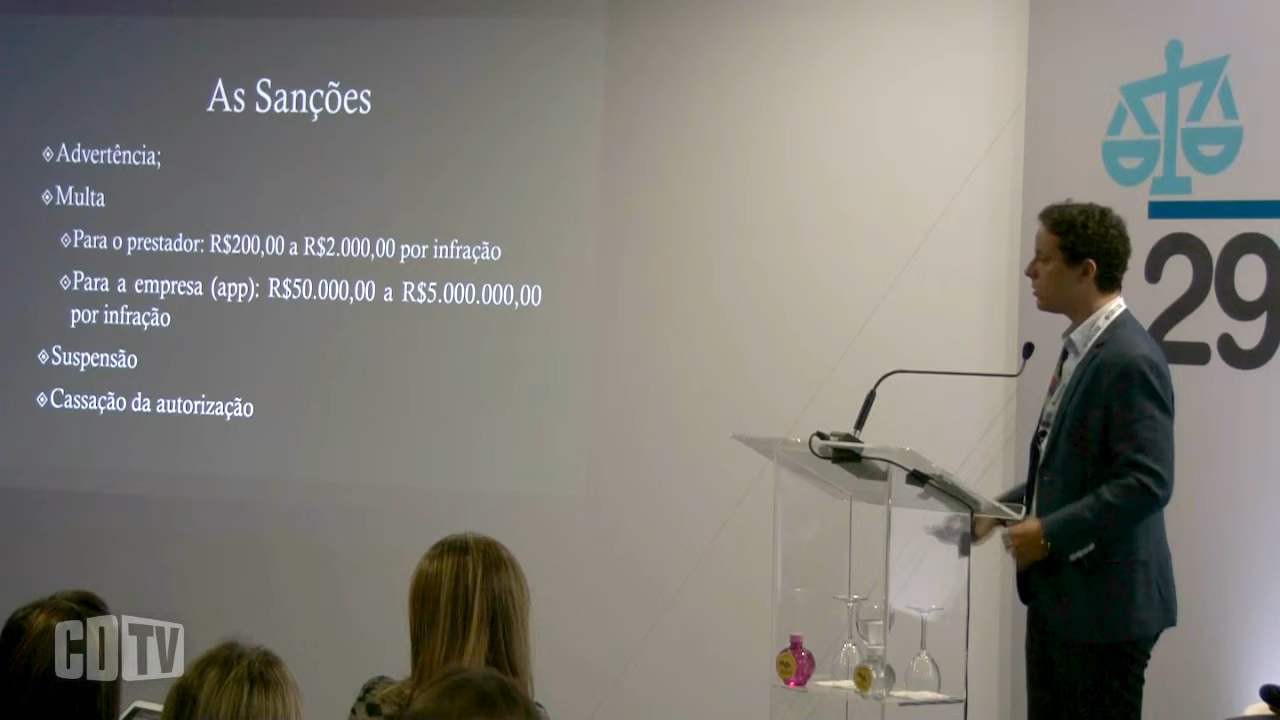 As Sanções
Advertência;
Multa
Para o prestador: R$200,00 a R$2.000,00 por infração
Para a empresa (app): R$50.000,00 a R$5.000.000,00
por infração
Suspensão
Cassação da autorização
29
CDTV